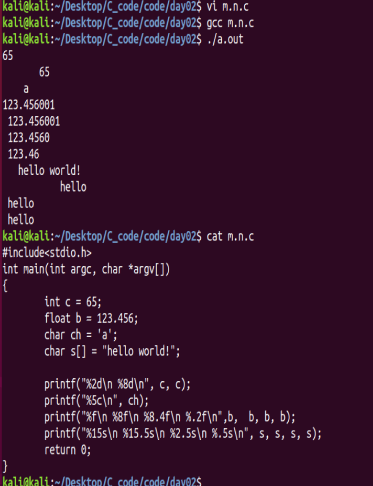 kali@kali:~/Desktop/C_code/code/day02$ vi m.n.c
kali@kali:~/Desktop/C_code/code/day02$ gcc m.n.c
kali@kali:~/Desktop/C_code/code/day02$ ./a.out
65
       65
    a
123.456001
 123.456001
 123.4560
 123.46
   hello world!
           hello
 hello
 hello
kali@kali:~/Desktop/C_code/code/day02$ cat m.n.c
#include<stdio.h>
int main(int argc, char *argv[])
{
        int c = 65;
        float b = 123.456;
        char ch = 'a';
        char s[] = "hello world!";

        printf("%2d\n %8d\n", c, c);
        printf("%5c\n", ch);
        printf("%f\n %8f\n %8.4f\n %.2f\n",b,  b, b, b);
        printf("%15s\n %15.5s\n %2.5s\n %.5s\n", s, s, s, s);
        return 0;
}
kali@kali:~/Desktop/C_code/code/day02$